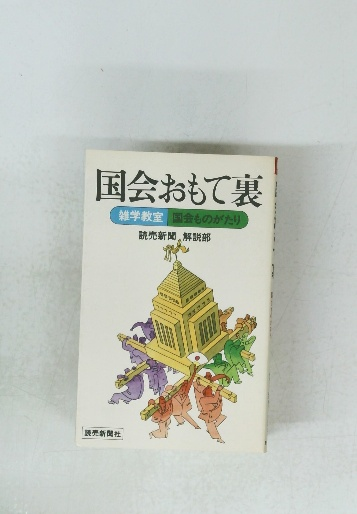 国会おもて裏
雑学教室 国会ものがたり
読売新聞 解説部
読売新聞社